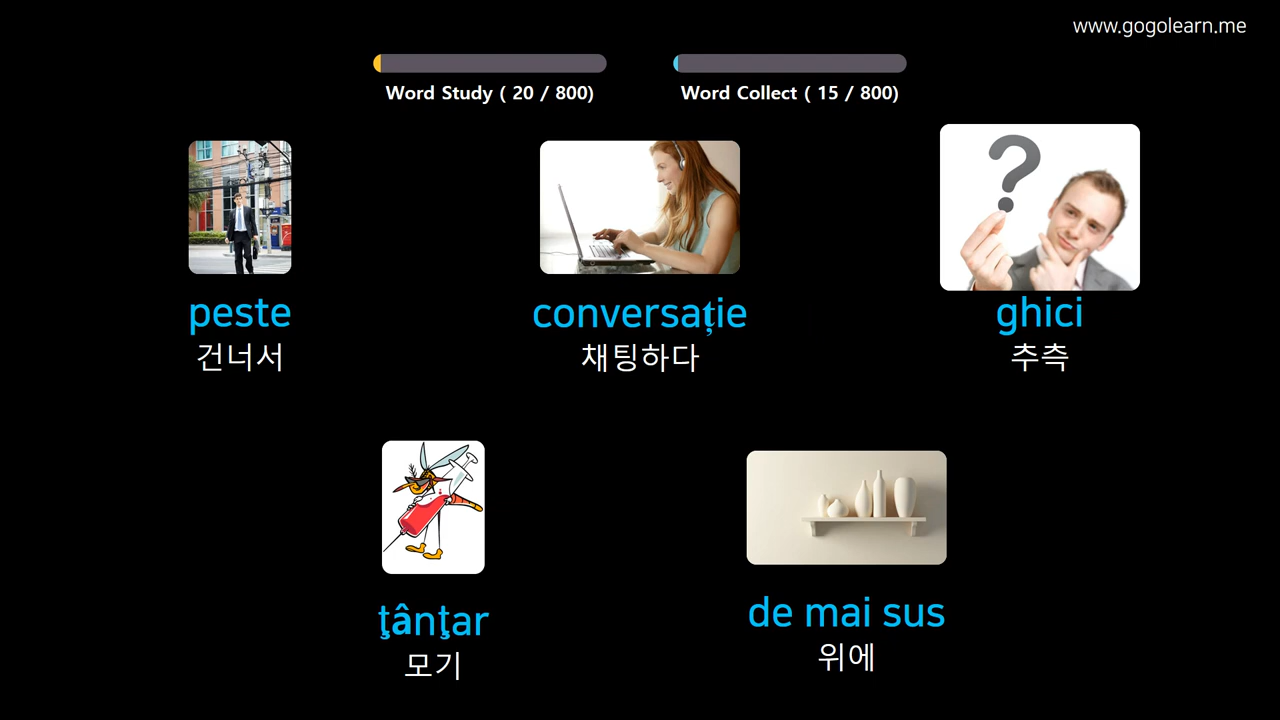 www.gogolearn.me
Word Study ( 20 / 800)
Word Collect ( 15 / 800)
peste
건너서
conversație
채팅하다
ghici
추측
ţânţar
모기
de mai sus
위에